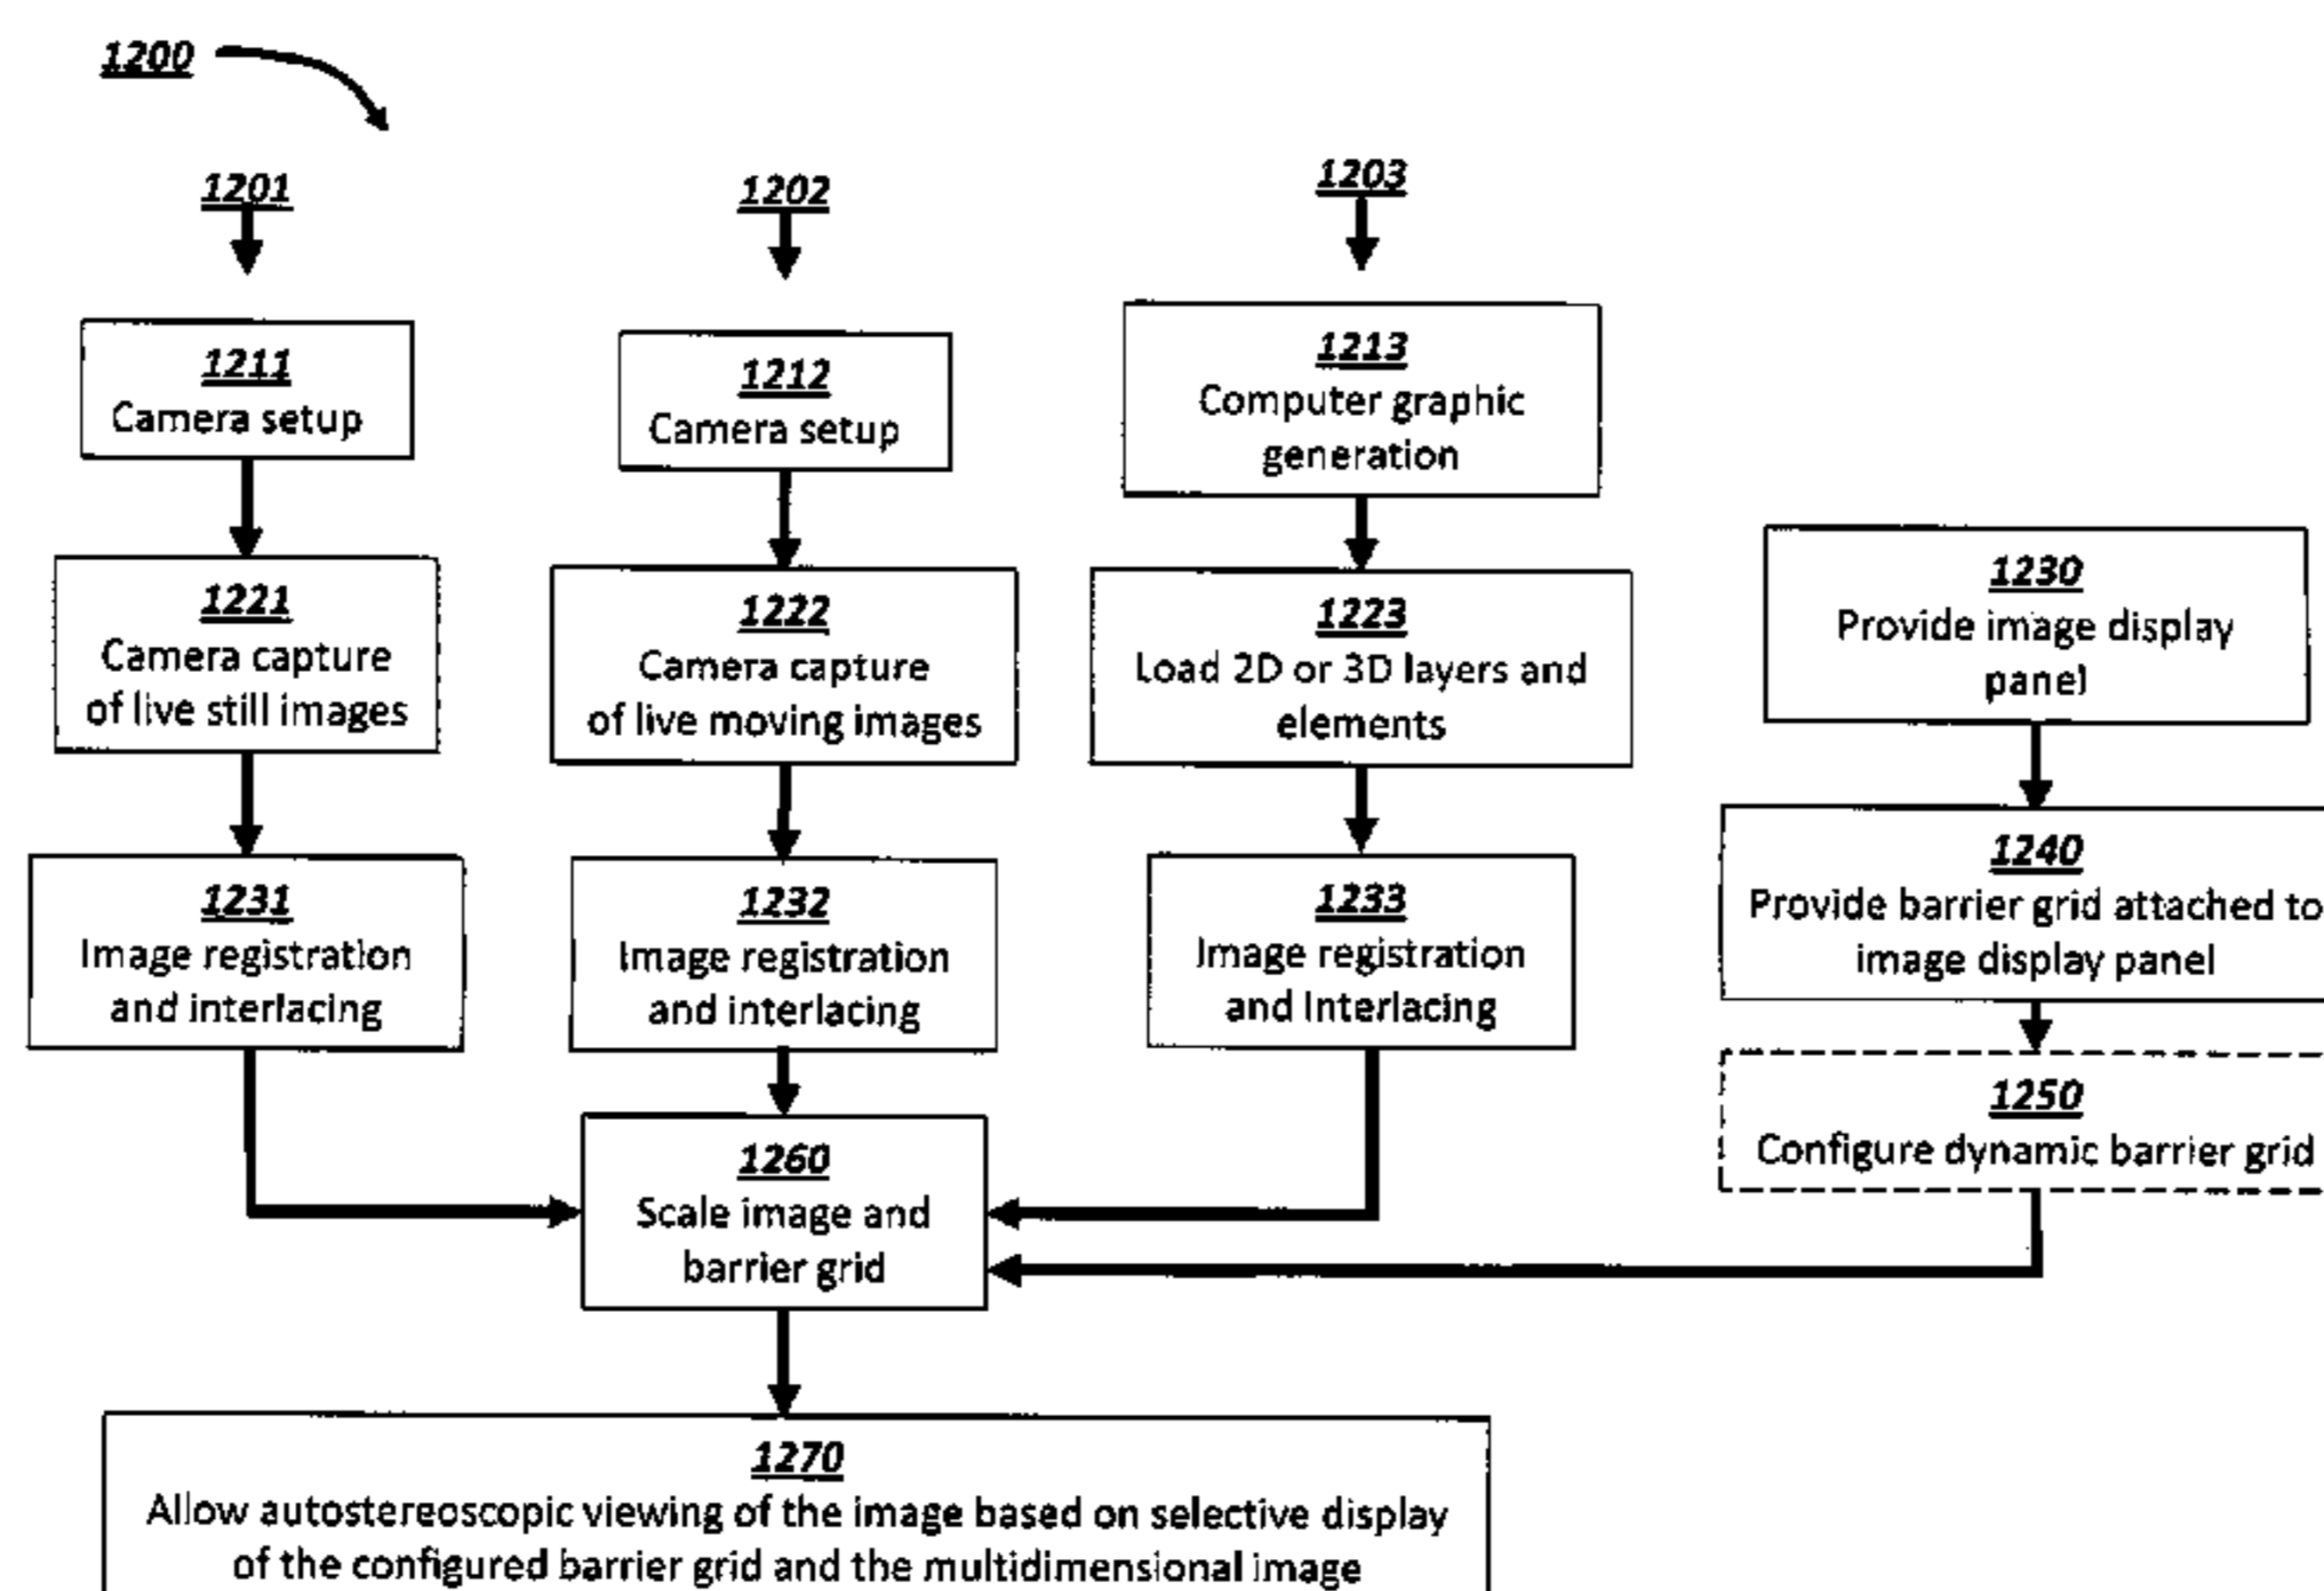 1200
1201
1202
1203
1211
Camera setup
1212
Camera setup
1213
Computer graphic
generation
1221
Camera capture
of live still images
1222
Camera capture
of live moving images
1223
Load 2D or 3D layers and
elements
1230
Provide image display
panel
1231
Image registration
and interlacing
1232
Image registration
and interlacing
1233
Image registration
and Interlacing
1240
Provide barrier grid attached to
image display panel
1250
Configure dynamic barrier grid
1260
Scale image and
barrier grid
1270
Allow autostereoscopic viewing of the image based on selective display
of the configured barrier grid and the multidimensional image